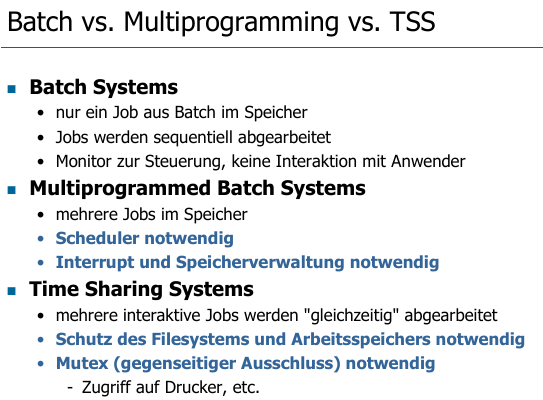 Batch vs. Multiprogramming vs. TSS
Batch Systems
• nur ein Job aus Batch im Speicher
• Jobs werden sequentiell abgearbeitet
• Monitor zur Steuerung, keine Interaktion mit Anwender
Multiprogrammed Batch Systems
• mehrere Jobs im Speicher
• Scheduler notwendig
• Interrupt und Speicherverwaltung notwendig
Time Sharing Systems
• mehrere interaktive Jobs werden "gleichzeitig" abgearbeitet
• Schutz des Filesystems und Arbeitsspeichers notwendig
• Mutex (gegenseitiger Ausschluss) notwendig
- Zugriff auf Drucker, etc.